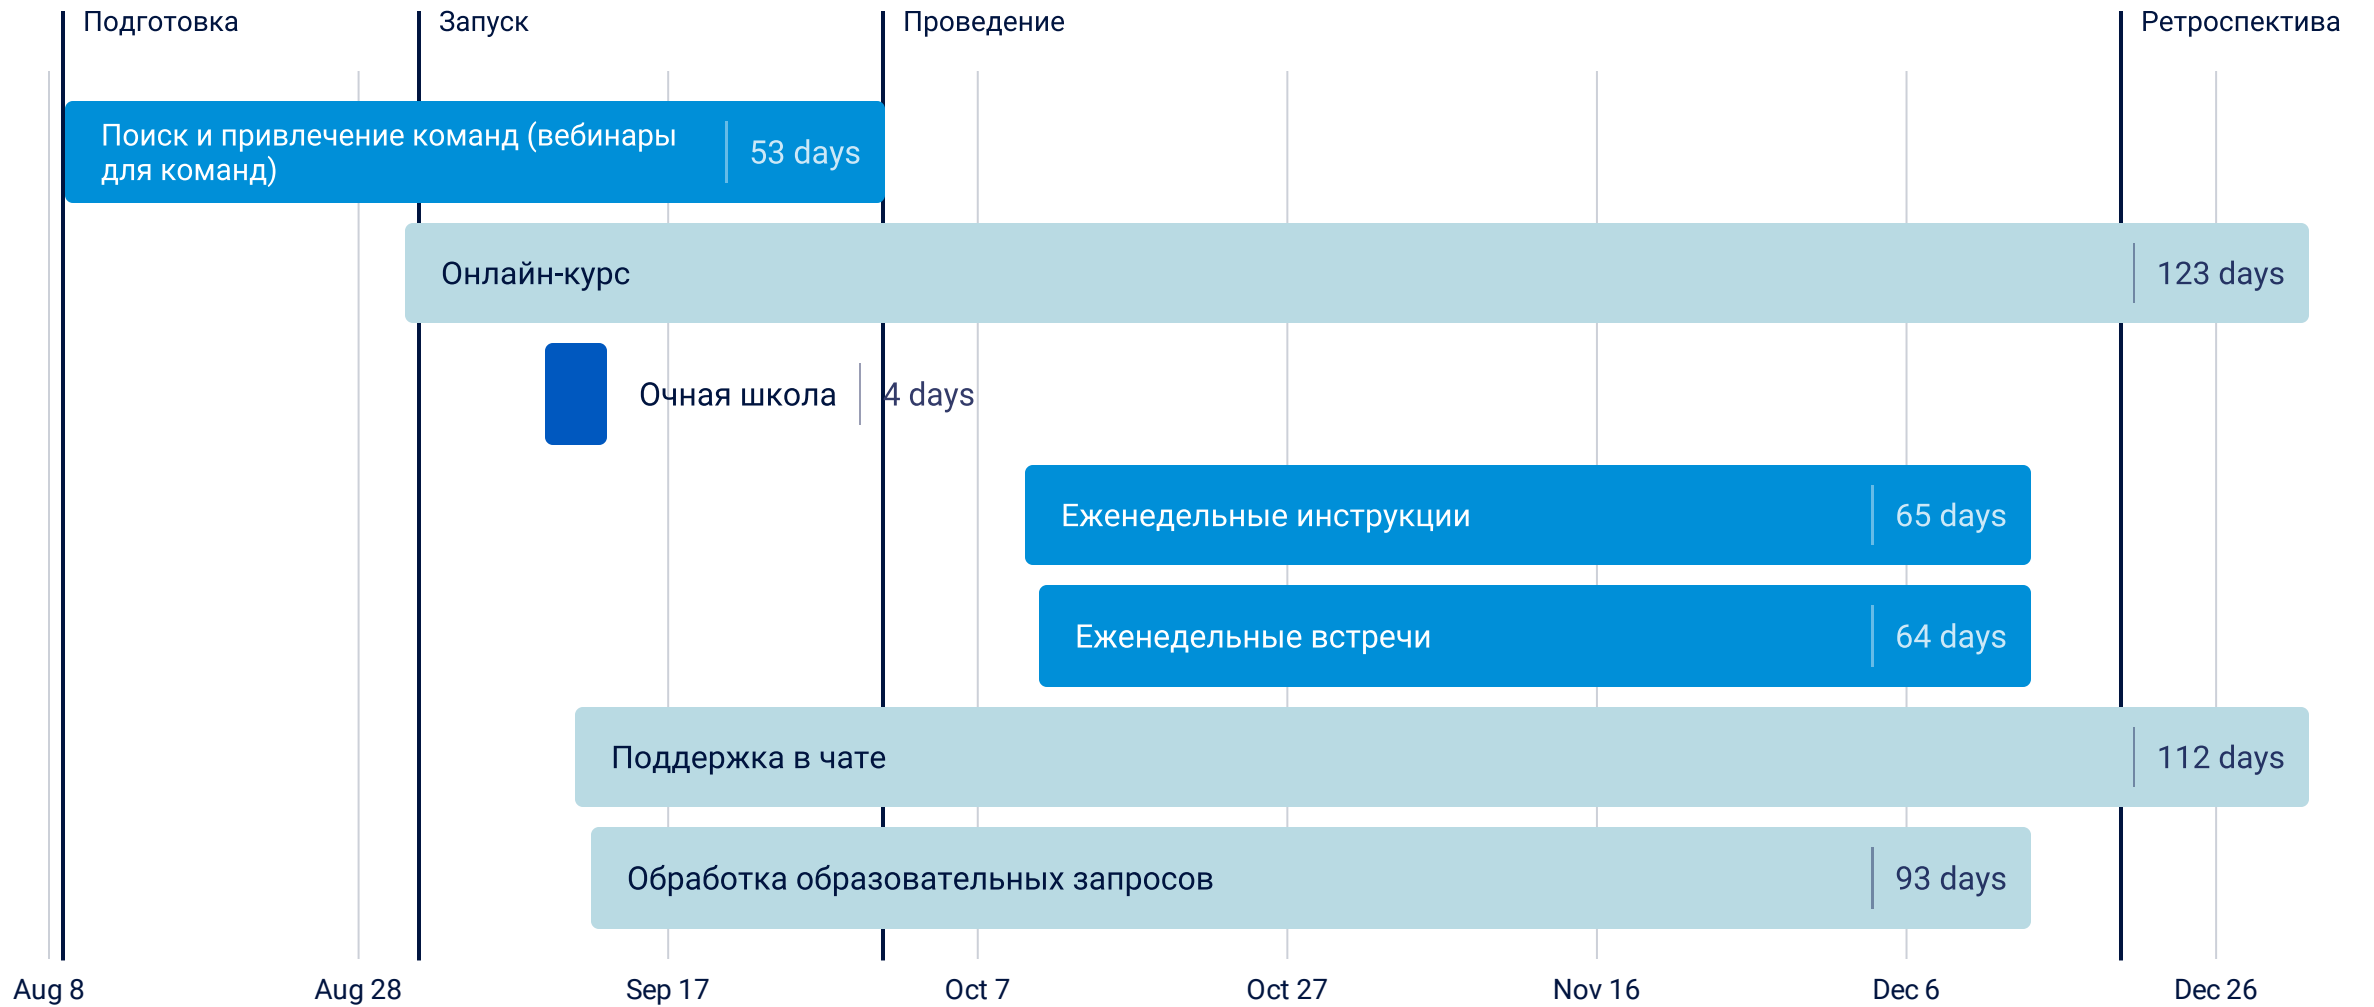 Подготовка
Запуск
Проведение
Ретроспектива
Поиск и привлечение команд (вебинары
для команд)
53 days
Онлайн-курс
123 days
Очная школа
4 days
Еженедельные инструкции
65 days
Еженедельные встречи
64 days
Поддержка в чате
112 days
Обработка образовательных запросов
93 days
Aug 8
Aug 28
Sep 17
Oct 7
Oct 27
Nov 16
Dec 6
Dec 26